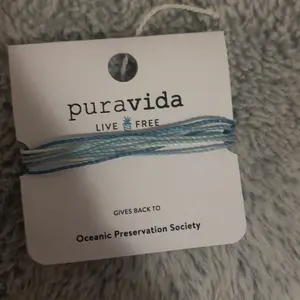 puravida
LIVE FREE
GIVES BACK TO
Oceanic Preservation Society